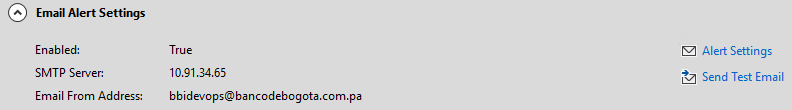 Email Alert Settings
Enabled: True Alert Settings
SMTP Server: 10.91.34.65 Send Test Email
Email From Address: bbidevops@bancodebogota.com.pa